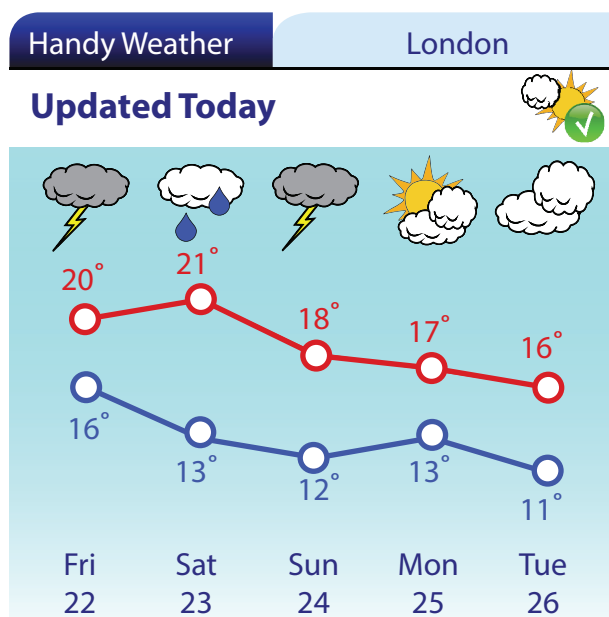 Handy Weather London
Updated Today
20° 21° 18° 17° 16°
16° 13° 12° 13° 11°
Fri Sat Sun Mon Tue
22 23 24 25 26